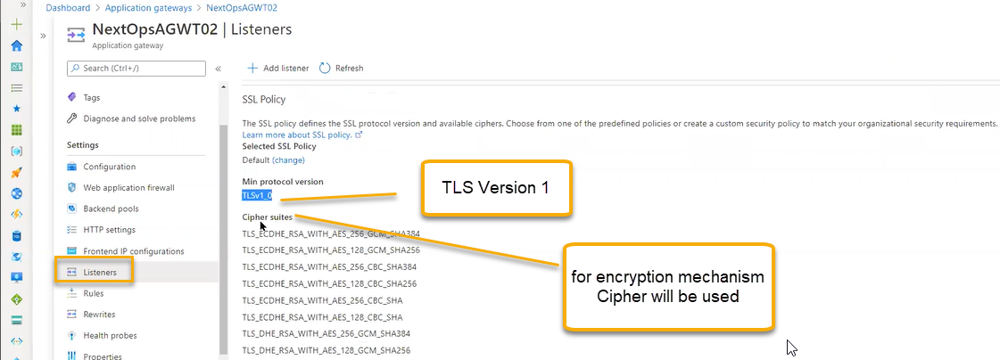 Dashboard > Application gateways > NextOpsAGWT02
NextOpsAGWT02 | Listeners
Application gateway
Search (Ctrl+/)
Tags
Diagnose and solve problems
Settings
Configuration
Web application firewall
Backend pools
HTTP settings
Frontend IP configurations
Listeners
Rules
Rewrites
Health probes
Properties
Add listener
Refresh
SSL Policy
The SSL policy defines the SSL protocol version and available ciphers. Choose from one of the predefined policies or create a custom security policy to match your organizational security requirements.
Learn more about SSL policy.
Selected SSL Policy
Default (change)
Min protocol version
TLSv1_0
Cipher suites
TLS_ECDHE_RSA_WITH_AES_256_GCM_SHA384
TLS_ECDHE_RSA_WITH_AES_128_GCM_SHA256
TLS_ECDHE_RSA_WITH_AES_256_CBC_SHA384
TLS_ECDHE_RSA_WITH_AES_128_CBC_SHA256
TLS_ECDHE_RSA_WITH_AES_256_CBC_SHA
TLS_ECDHE_RSA_WITH_AES_128_CBC_SHA
TLS_DHE_RSA_WITH_AES_256_GCM_SHA384
TLS_DHE_RSA_WITH_AES_128_GCM_SHA256
TLS Version 1
for encryption mechanism
Cipher will be used